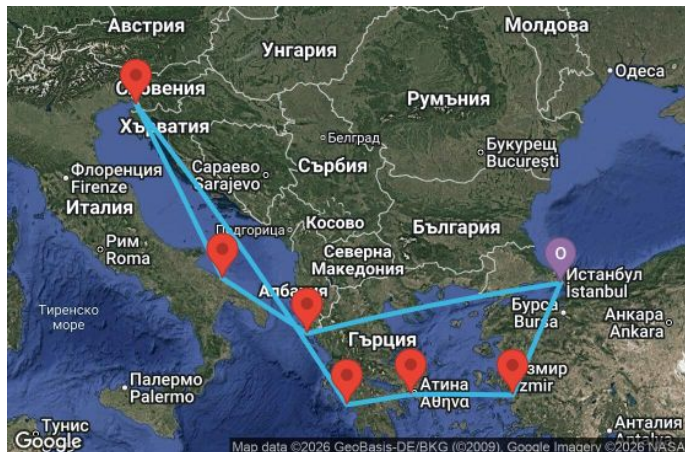 Австрия
Молдова
Унгария
Словения
Одеса
Хърватия
Румъния
Белград
Букурещ
Bucureşti
Флоренция
Firenze
Сараево
Sarajevo
Сърбия
Италия
Подгорица
Косово
България
Рим
Roma
Северна
Македония
O
Истанбул
İstanbul
Албания
Тиренско
море
Бурса
Bursa
Анкара
Ankara
Гърция
Палермо
Palermo
Атина
Αθήνα
Измир
Izmir
Тунис
Анталия
Google
Map data ©2026 GeoBasis-DE/BKG (©2009), Google Imagery ©2026 NASA